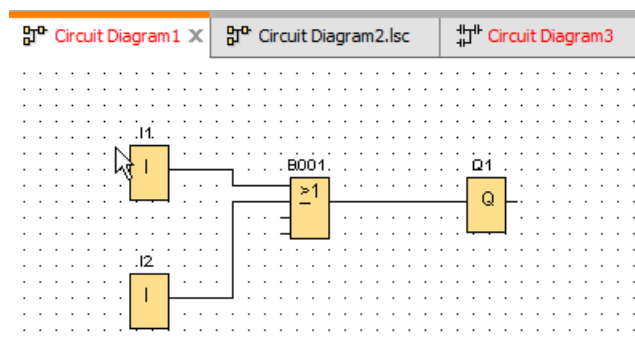 Circuit Diagram1 X Circuit Diagram2.lsc Circuit Diagram3
I1
I
B001
≥1
Q1
Q
I2
I